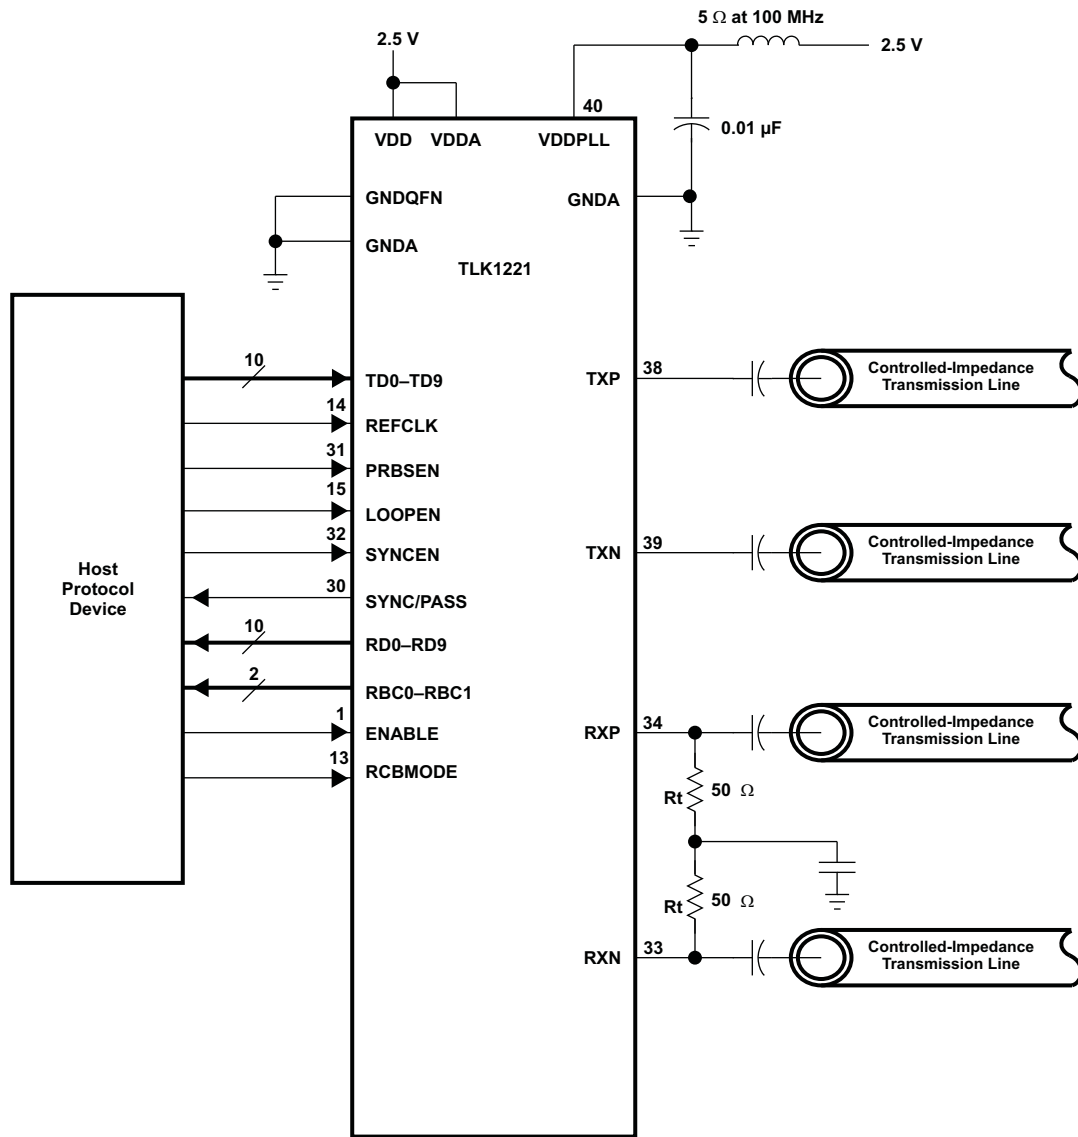 5 Ω at 100 MHz
2.5 V
2.5 V
40
VDD
VDDA
VDDPLL
0.01 µF
GNDQFN
GNDA
GNDA
TLK1221
Host
Protocol
Device
10
TD0–TD9
14
REFCLK
31
PRBSEN
15
LOOPEN
32
SYNCEN
30
SYNC/PASS
10
RD0–RD9
2
RBC0–RBC1
1
ENABLE
13
RCBMODE
TXP
38
Controlled-Impedance
Transmission Line
TXN
39
Controlled-Impedance
Transmission Line
RXP
34
Controlled-Impedance
Transmission Line
Rt
50 Ω
Rt
50 Ω
RXN
33
Controlled-Impedance
Transmission Line